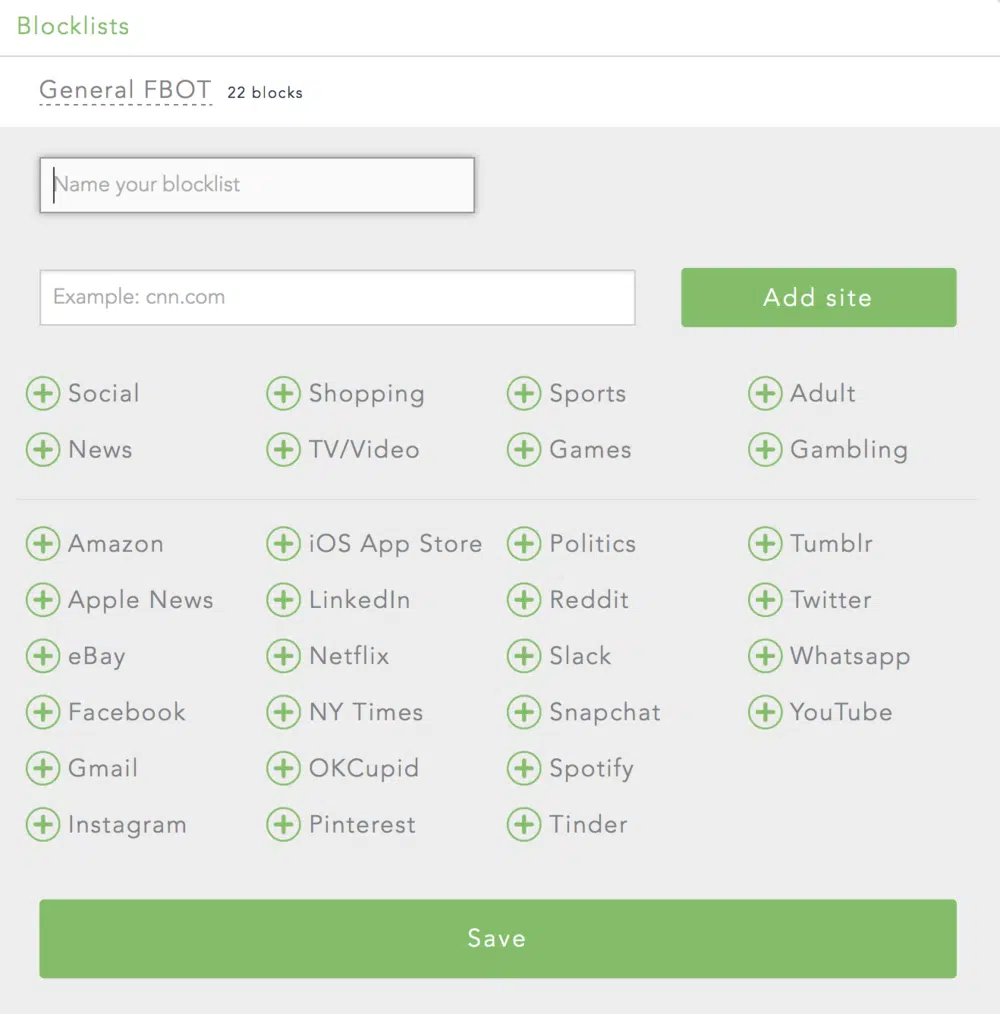 Blocklists
General FBOT 22 blocks
Name your blocklist
Example: cnn.com Add site
Social Shopping Sports Adult
News TV/Video Games Gambling
Amazon iOS App Store Politics Tumblr
Apple News LinkedIn Reddit Twitter
eBay Netflix Slack Whatsapp
Facebook NY Times Snapchat YouTube
Gmail OKCupid Spotify
Instagram Pinterest Tinder
Save